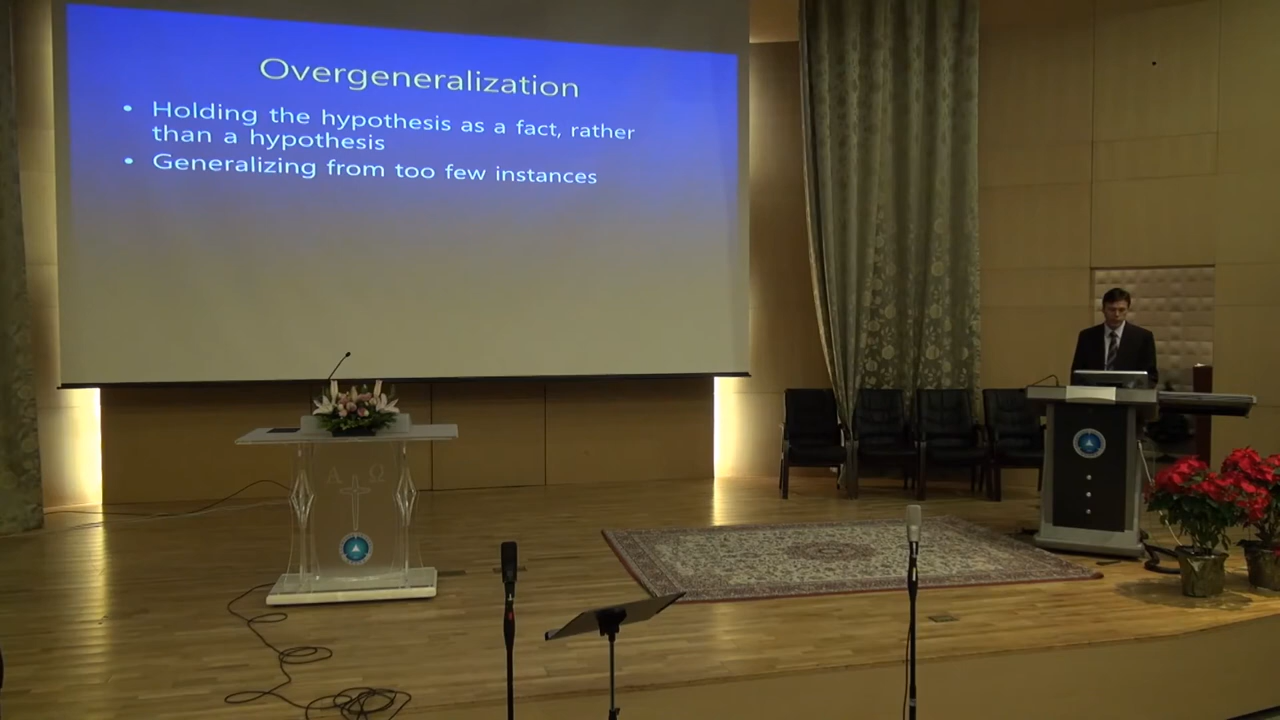 Overgeneralization
• Holding the hypothesis as a fact, rather
than a hypothesis
• Generalizing from too few instances
A Ω